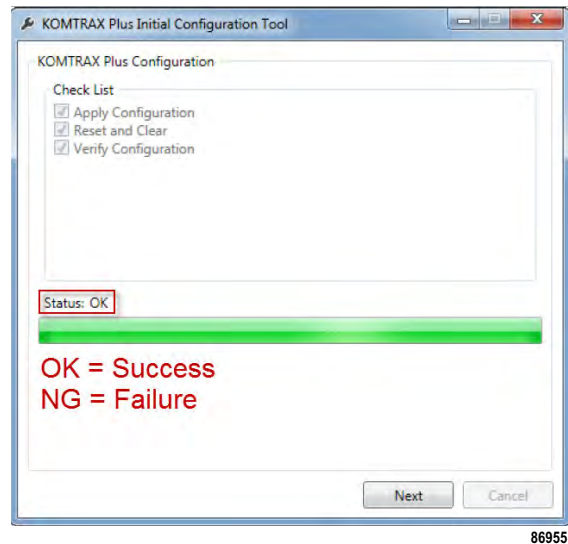 KOMTRAX Plus Initial Configuration Tool
KOMTRAX Plus Configuration
Check List
Apply Configuration
Reset and Clear
Verify Configuration
Status: OK
OK = Success
NG = Failure
Next
Cancel
86955